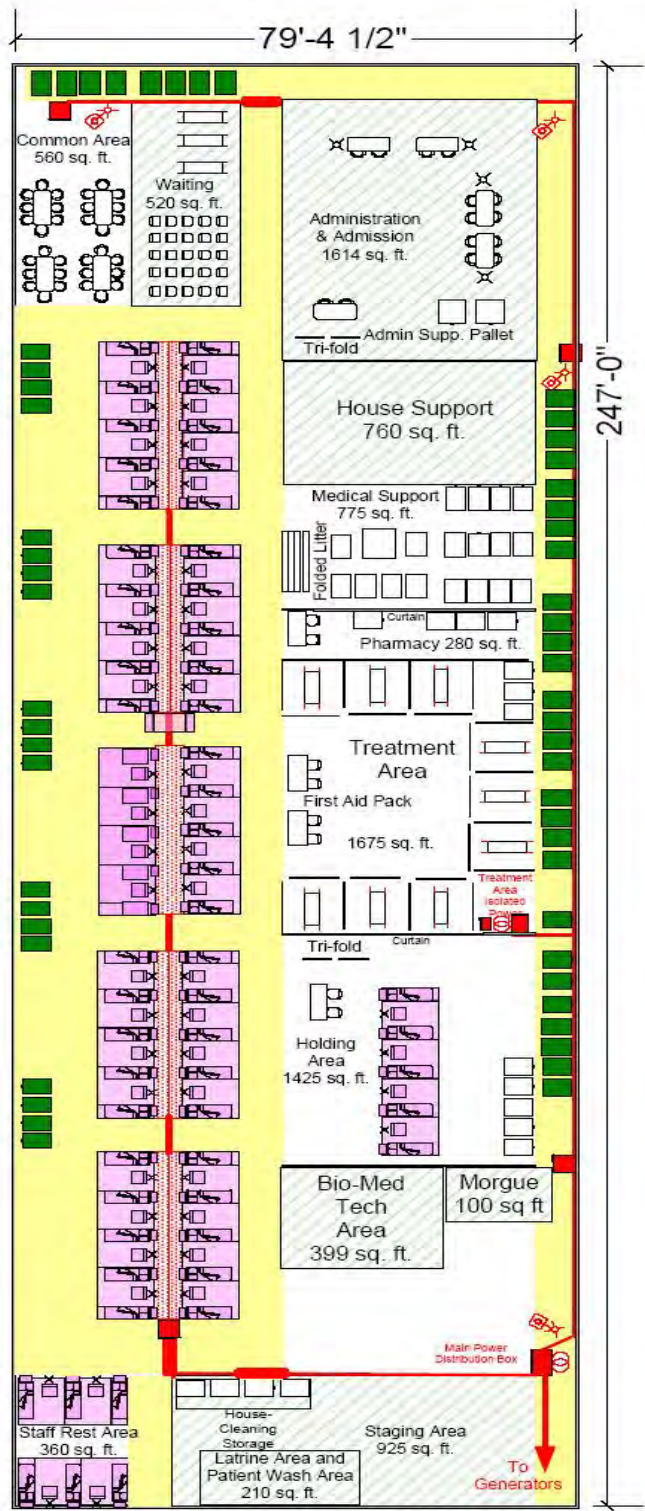 79'-4 1/2"
247'-0"
Common Area
560 sq. ft.
Waiting
520 sq. ft.
Administration
& Admission
1614 sq. ft.
Admin Supp. Pallet
Tri-fold
House Support
760 sq. ft.
Medical Support
775 sq. ft.
Folded Litter
Curtain
Pharmacy 280 sq. ft.
Treatment
Area
First Aid Pack
1675 sq. ft.
Treatment
Area
Isolated
Power
Tri-fold
Curtain
Holding
Area
1425 sq. ft.
Bio-Med
Tech
Area
399 sq. ft.
Morgue
100 sq ft
Main Power
Distribution Box
House-
Cleaning
Storage
Staging Area
925 sq. ft.
Staff Rest Area
360 sq. ft.
Latrine Area and
Patient Wash Area
210 sq. ft.
To
Generators